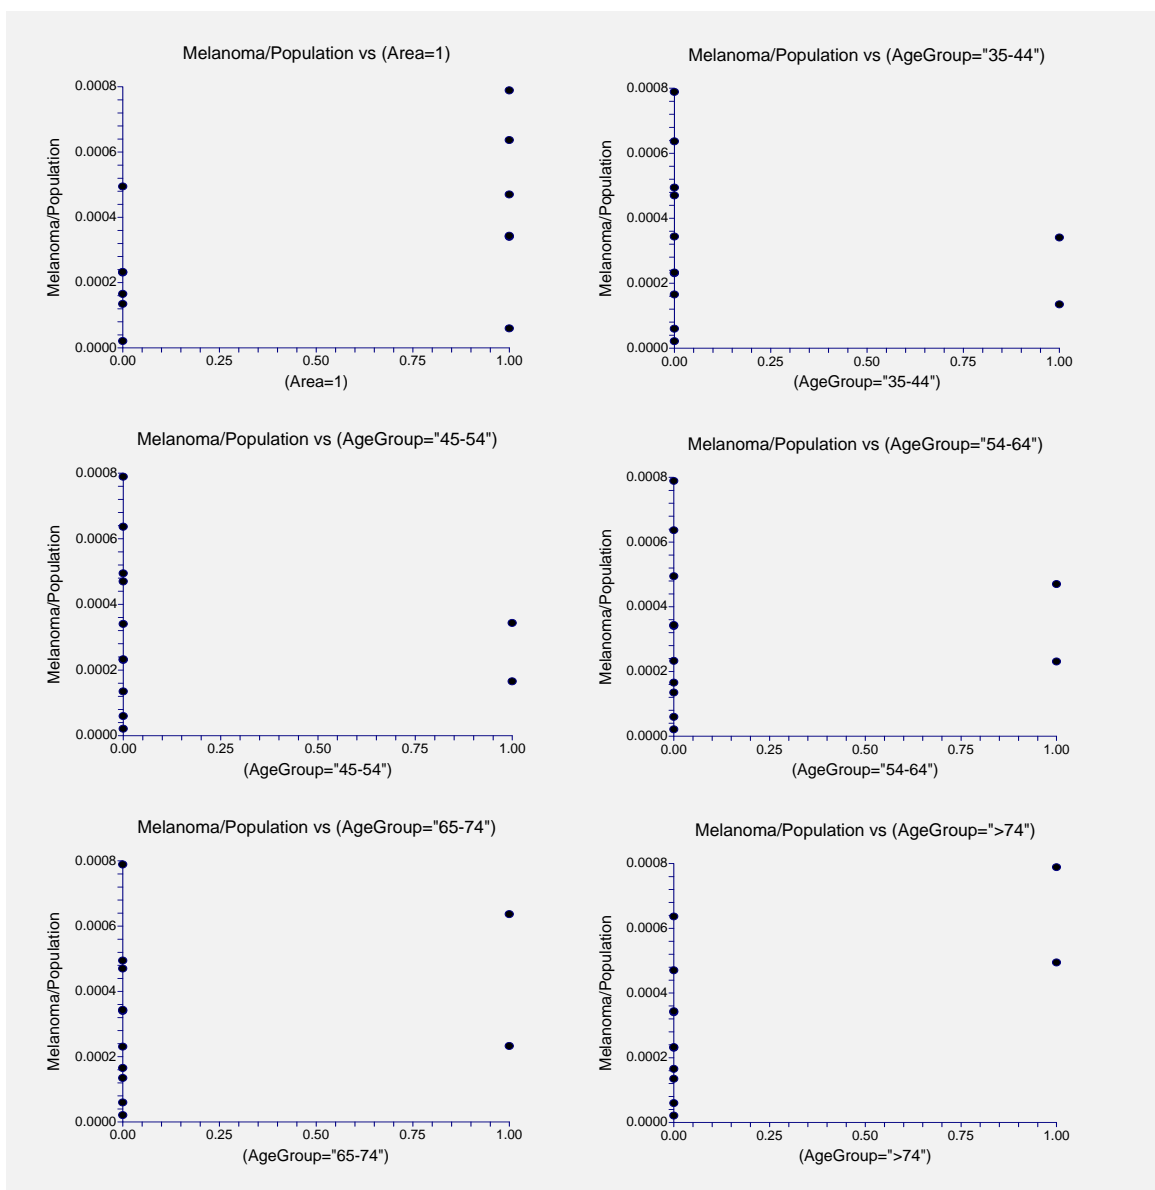 Melanoma/Population vs (Area=1)
Melanoma/Population
0.0008
0.0006
0.0004
0.0002
0.0000
0.00 0.25 0.50 0.75 1.00
(Area=1)
Melanoma/Population vs (AgeGroup="35-44")
Melanoma/Population
0.0008
0.0006
0.0004
0.0002
0.0000
0.00 0.25 0.50 0.75 1.00
(AgeGroup="35-44")
Melanoma/Population vs (AgeGroup="45-54")
Melanoma/Population
0.0008
0.0006
0.0004
0.0002
0.0000
0.00 0.25 0.50 0.75 1.00
(AgeGroup="45-54")
Melanoma/Population vs (AgeGroup="54-64")
Melanoma/Population
0.0008
0.0006
0.0004
0.0002
0.0000
0.00 0.25 0.50 0.75 1.00
(AgeGroup="54-64")
Melanoma/Population vs (AgeGroup="65-74")
Melanoma/Population
0.0008
0.0006
0.0004
0.0002
0.0000
0.00 0.25 0.50 0.75 1.00
(AgeGroup="65-74")
Melanoma/Population vs (AgeGroup=">74")
Melanoma/Population
0.0008
0.0006
0.0004
0.0002
0.0000
0.00 0.25 0.50 0.75 1.00
(AgeGroup=">74")